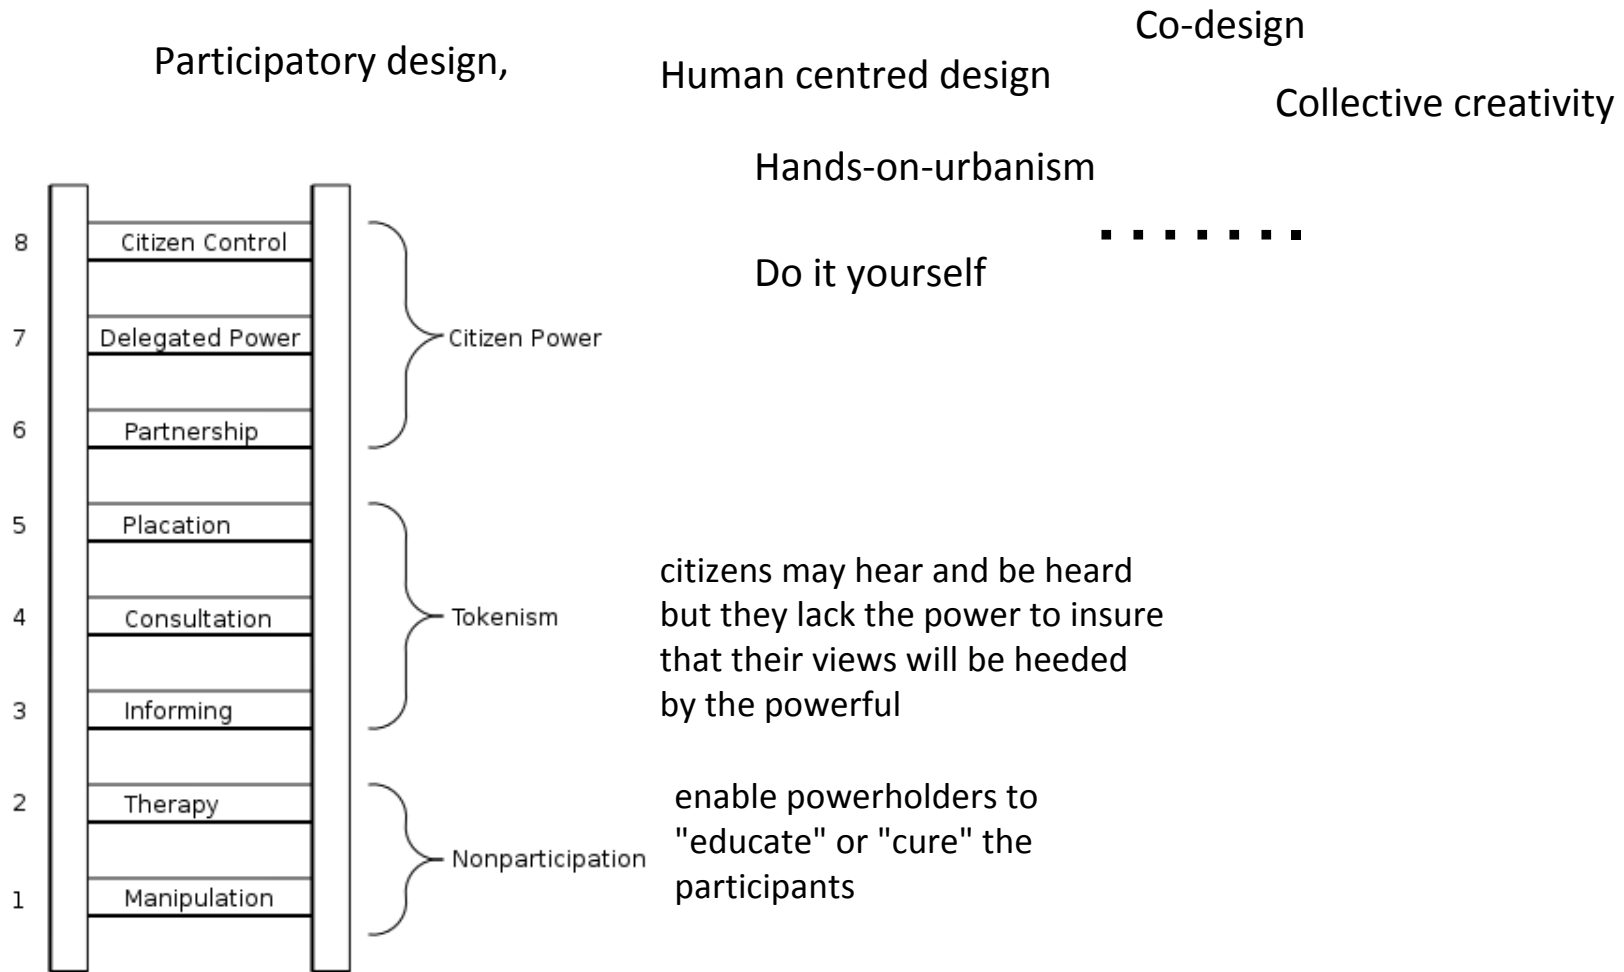 Co-design
Participatory design,
Human centred design
Collective creativity
Hands-on-urbanism
.......
Do it yourself
8 Citizen Control
7 Delegated Power
Citizen Power
6 Partnership
5 Placation
4 Consultation
Tokenism
3 Informing
citizens may hear and be heard
but they lack the power to insure
that their views will be heeded
by the powerful
2 Therapy
Nonparticipation
1 Manipulation
enable powerholders to
"educate" or "cure" the
participants